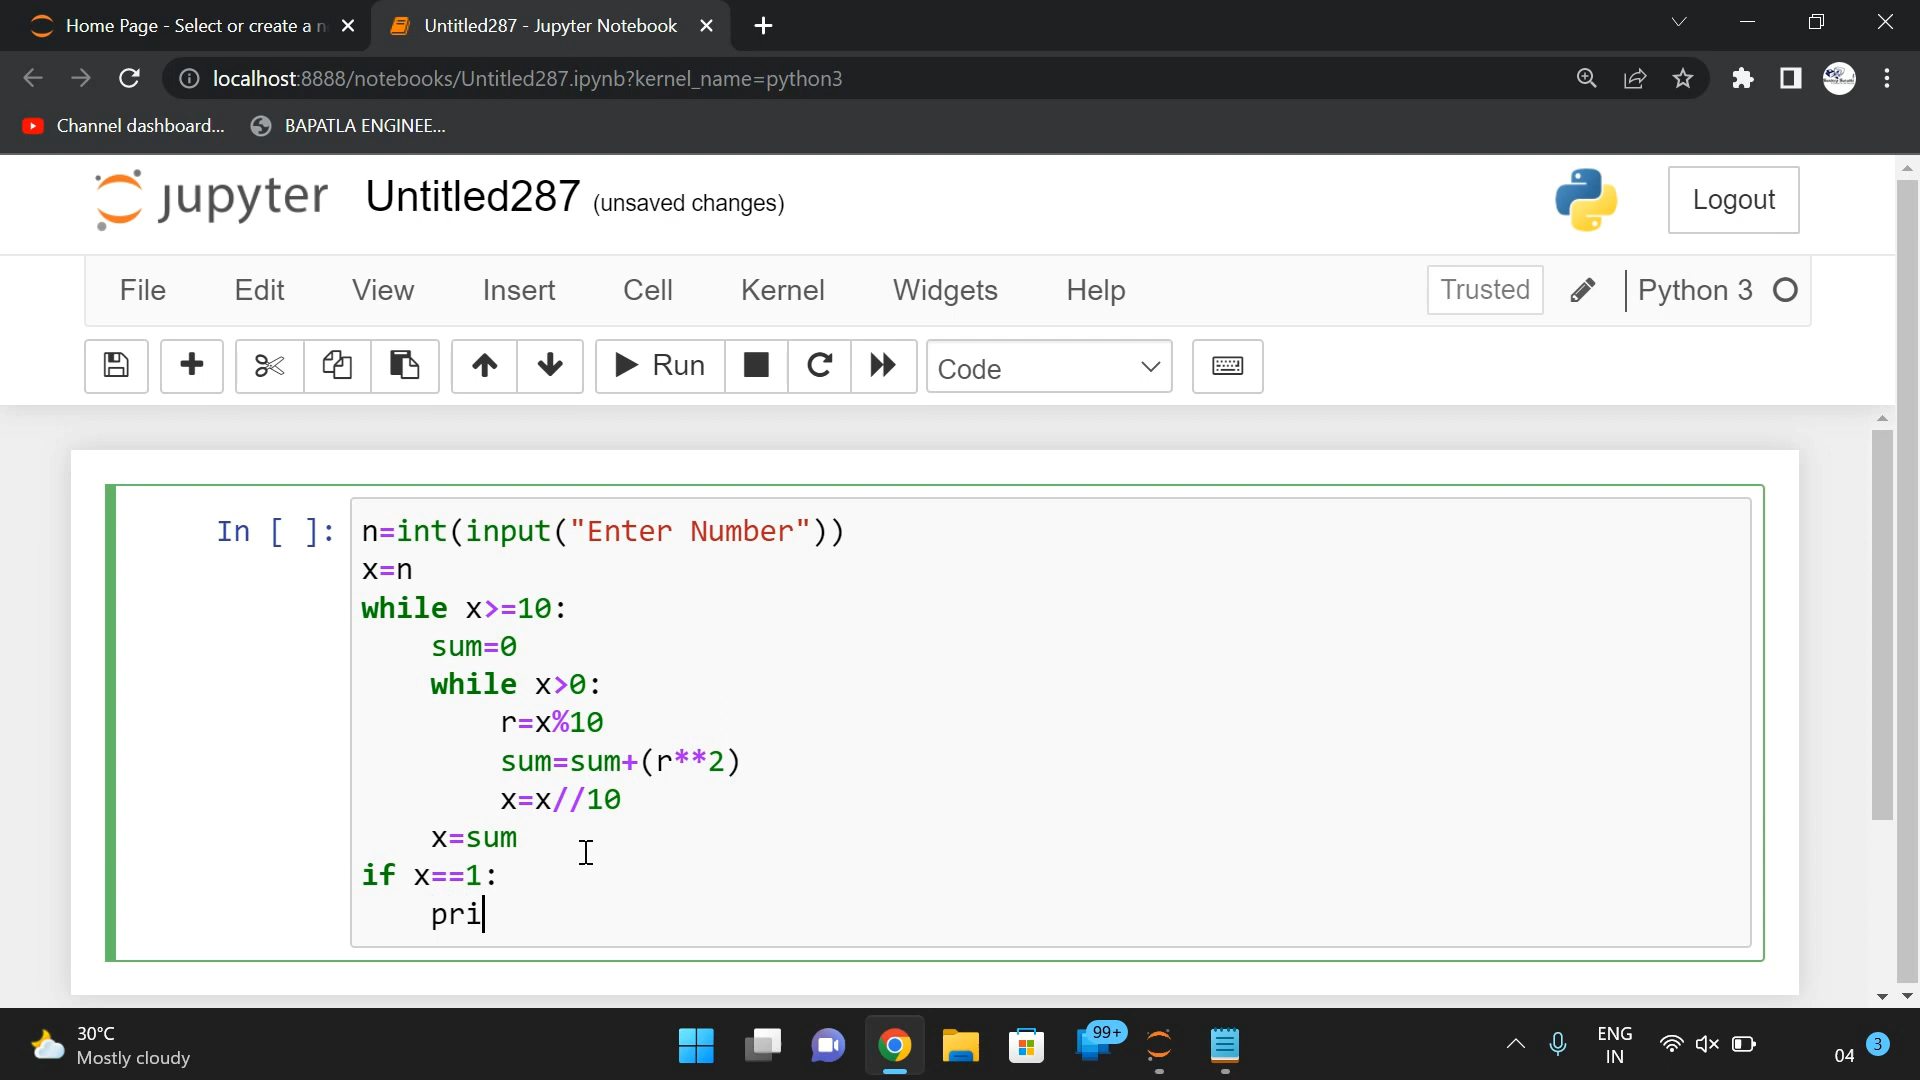 Home Page - Select or create a n
Untitled287 - Jupyter Notebook
localhost:8888/notebooks/Untitled287.ipynb?kernel_name=python3
Channel dashboard...
BAPATLA ENGINEE...
jupyter
Untitled287 (unsaved changes)
Logout
File Edit View Insert Cell Kernel Widgets Help
Trusted
Python 3
Run
Code
In [ ]:
n=int(input("Enter Number"))
x=n
while x>=10:
    sum=0
    while x>0:
        r=x%10
        sum=sum+(r**2)
        x=x//10
    x=sum
if x==1:
    pri
30°C
Mostly cloudy
99+
ENG
IN
04
3